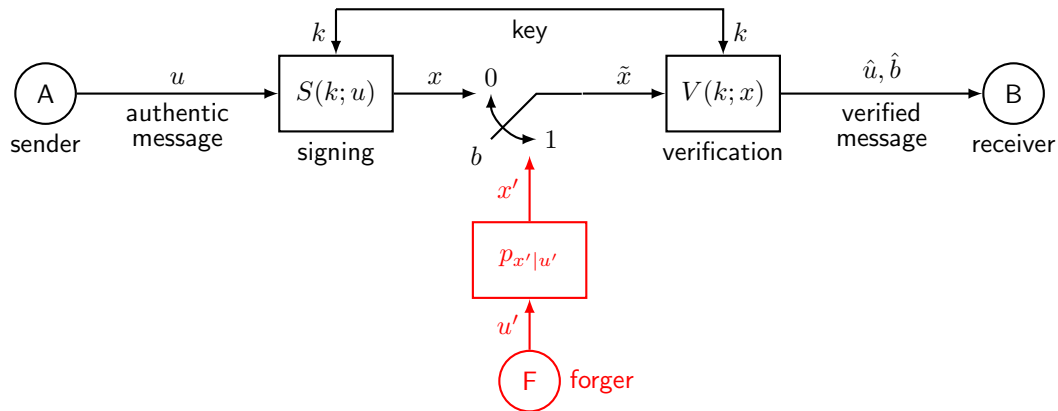 k
key
k
A
u
S(k; u)
x
0
x̃
V(k; x)
û, b̂
B
authentic
message
sender
signing
b
1
verification
verified
message
receiver
x′
p_{x′|u′}
u′
F
forger